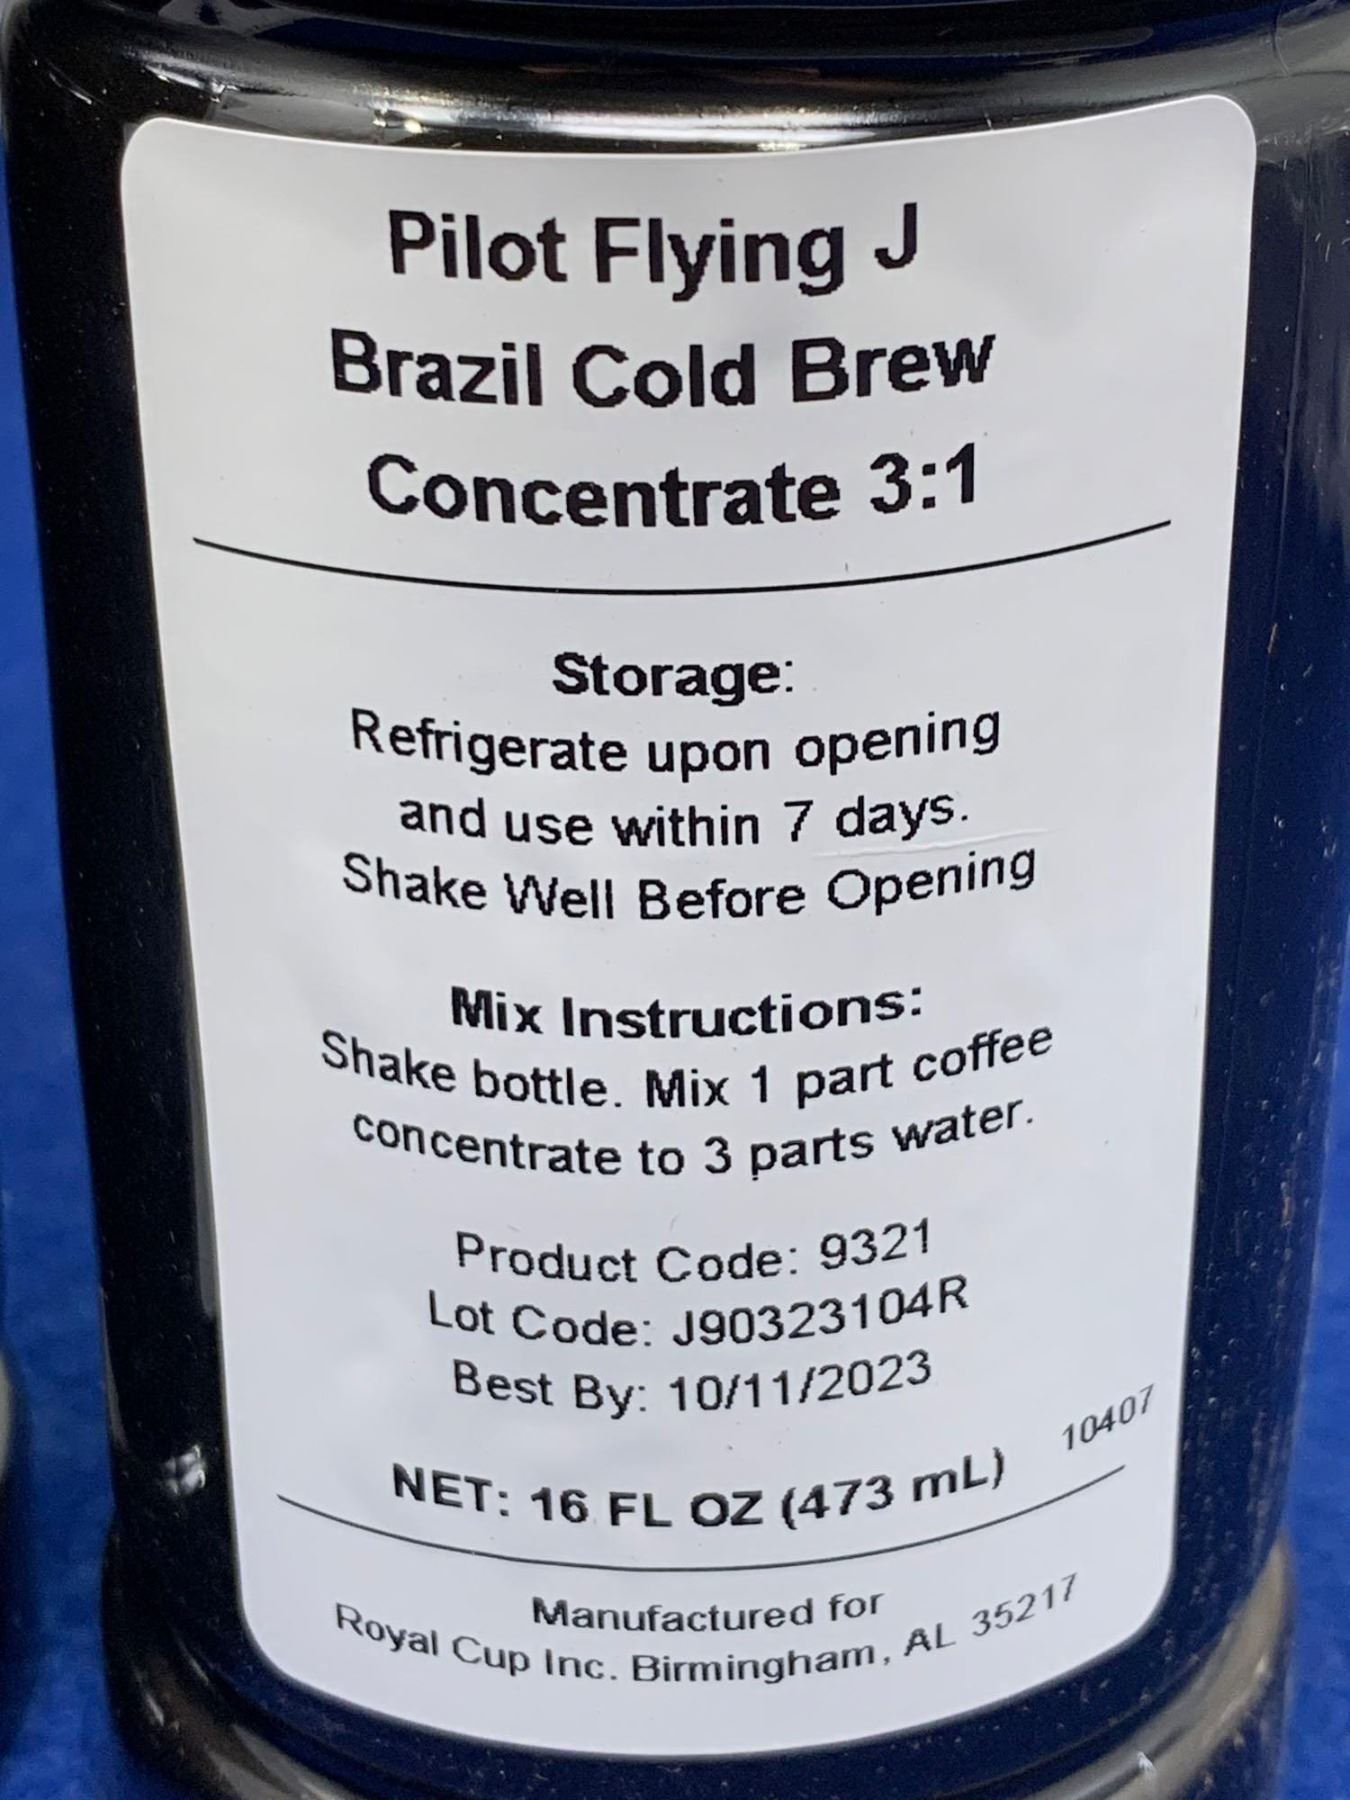 Pilot Flying J
Brazil Cold Brew
Concentrate 3:1
Storage:
Refrigerate upon opening
and use within 7 days.
Shake Well Before Opening
Mix Instructions:
Shake bottle. Mix 1 part coffee
concentrate to 3 parts water.
Product Code: 9321
Lot Code: J90323104R
Best By: 10/11/2023
10407
NET: 16 FL OZ (473 mL)
Manufactured for
Royal Cup Inc. Birmingham, AL 35217